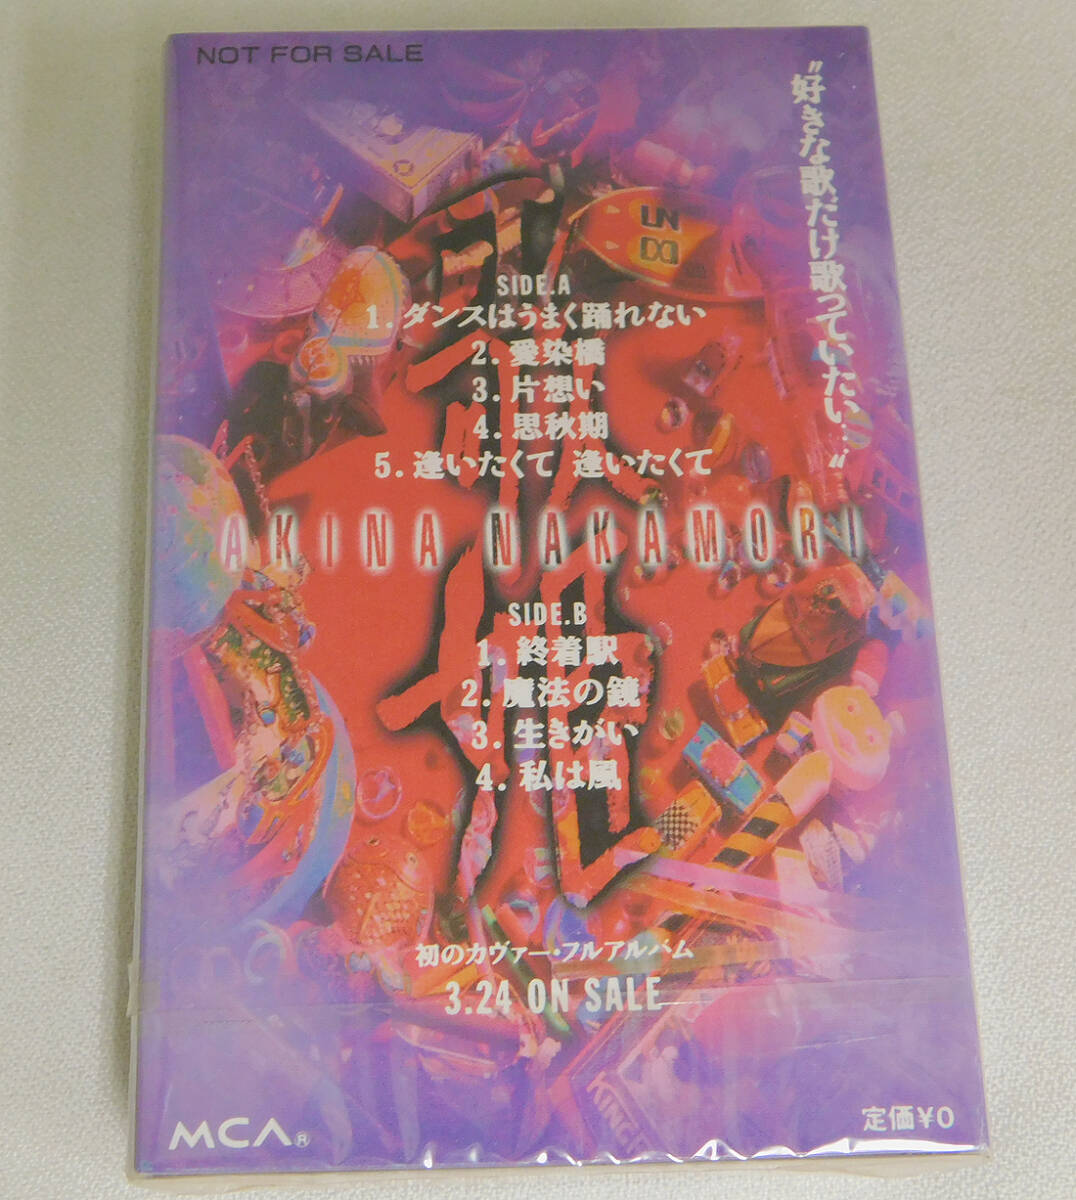 NOT FOR SALE
“好きな歌だけ歌っていたい…”
歌姫
SIDE.A
1. ダンスはうまく踊れない
2. 愛染橋
3. 片想い
4. 思秋期
5. 逢いたくて 逢いたくて
AKINA NAKAMORI
SIDE.B
1. 終着駅
2. 魔法の鏡
3. 生きがい
4. 私は風
初のカヴァー・フルアルバム
3.24 ON SALE
MCA®
定価¥0